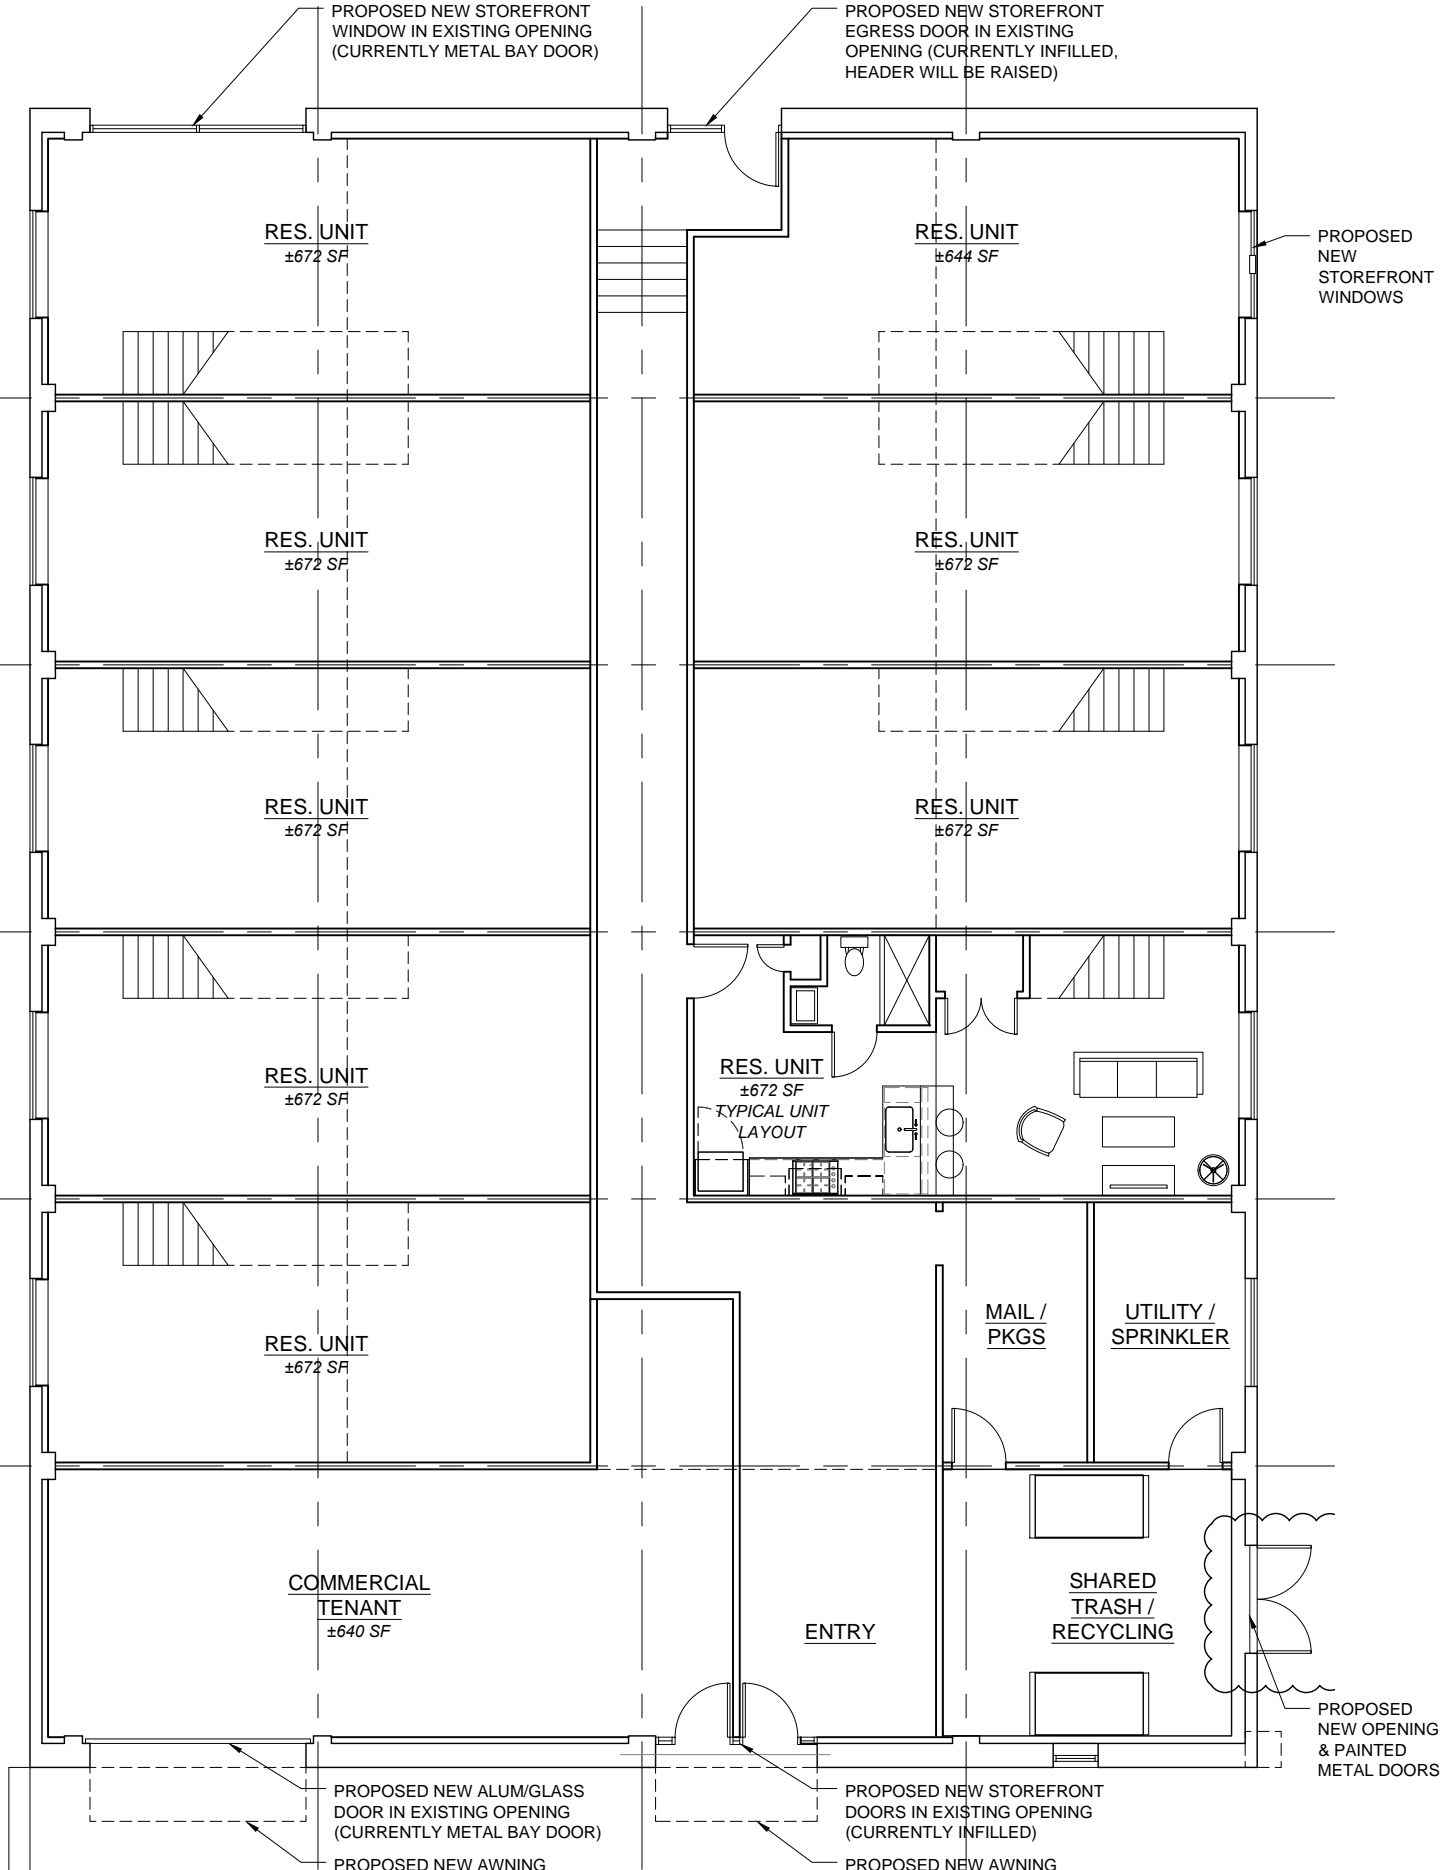 PROPOSED NEW STOREFRONT
WINDOW IN EXISTING OPENING
(CURRENTLY METAL BAY DOOR)
PROPOSED NEW STOREFRONT
EGRESS DOOR IN EXISTING
OPENING (CURRENTLY INFILLED,
HEADER WILL BE RAISED)
RES. UNIT
±672 SF
RES. UNIT
±644 SF
PROPOSED
NEW
STOREFRONT
WINDOWS
RES. UNIT
±672 SF
RES. UNIT
±672 SF
RES. UNIT
±672 SF
RES. UNIT
±672 SF
RES. UNIT
±672 SF
RES. UNIT
±672 SF
TYPICAL UNIT
LAYOUT
RES. UNIT
±672 SF
MAIL /
PKGS
UTILITY /
SPRINKLER
COMMERCIAL
TENANT
±640 SF
ENTRY
SHARED
TRASH /
RECYCLING
PROPOSED
NEW OPENING
& PAINTED
METAL DOORS
PROPOSED NEW ALUM/GLASS
DOOR IN EXISTING OPENING
(CURRENTLY METAL BAY DOOR)
PROPOSED NEW AWNING
PROPOSED NEW STOREFRONT
DOORS IN EXISTING OPENING
(CURRENTLY INFILLED)
PROPOSED NEW AWNING